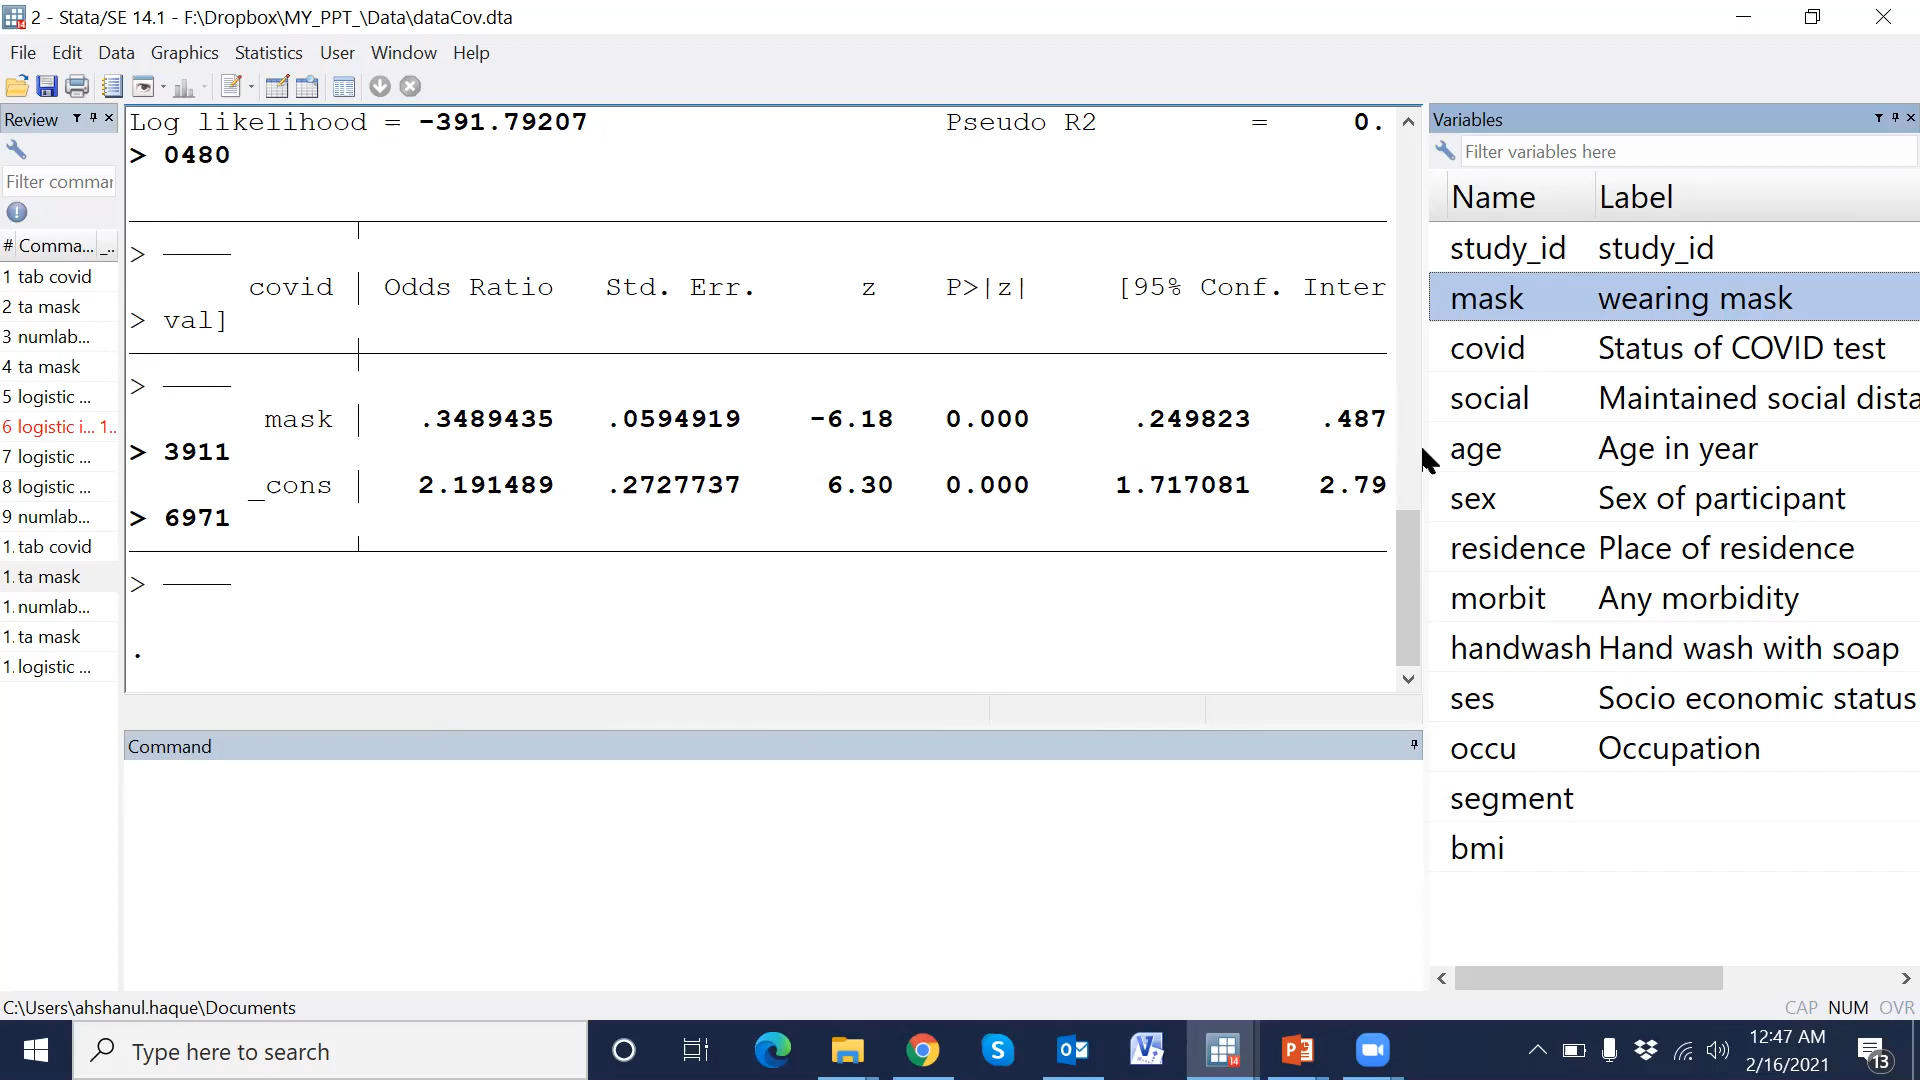 2 - Stata/SE 14.1 - F:\Dropbox\MY_PPT_\Data\dataCov.dta
File Edit Data Graphics Statistics User Window Help
Review
Filter commar
# Comma... _..
1 tab covid
2 ta mask
3 numlab...
4 ta mask
5 logistic ...
6 logistic i... 1..
7 logistic ...
8 logistic ...
9 numlab...
1. tab covid
1. ta mask
1. numlab...
1. ta mask
1. logistic ...
Log likelihood = -391.79207 Pseudo R2 = 0.
> 0480
>
covid | Odds Ratio Std. Err. z P>|z| [95% Conf. Inter
> val]
>
mask | .3489435 .0594919 -6.18 0.000 .249823 .487
> 3911
_cons | 2.191489 .2727737 6.30 0.000 1.717081 2.79
> 6971
>
.
Command
Variables
Filter variables here
Name Label
study_id study_id
mask wearing mask
covid Status of COVID test
social Maintained social dista
age Age in year
sex Sex of participant
residence Place of residence
morbit Any morbidity
handwash Hand wash with soap
ses Socio economic status
occu Occupation
segment
bmi
C:\Users\ahshanul.haque\Documents
CAP NUM OVR
Type here to search
14
12:47 AM
2/16/2021
13